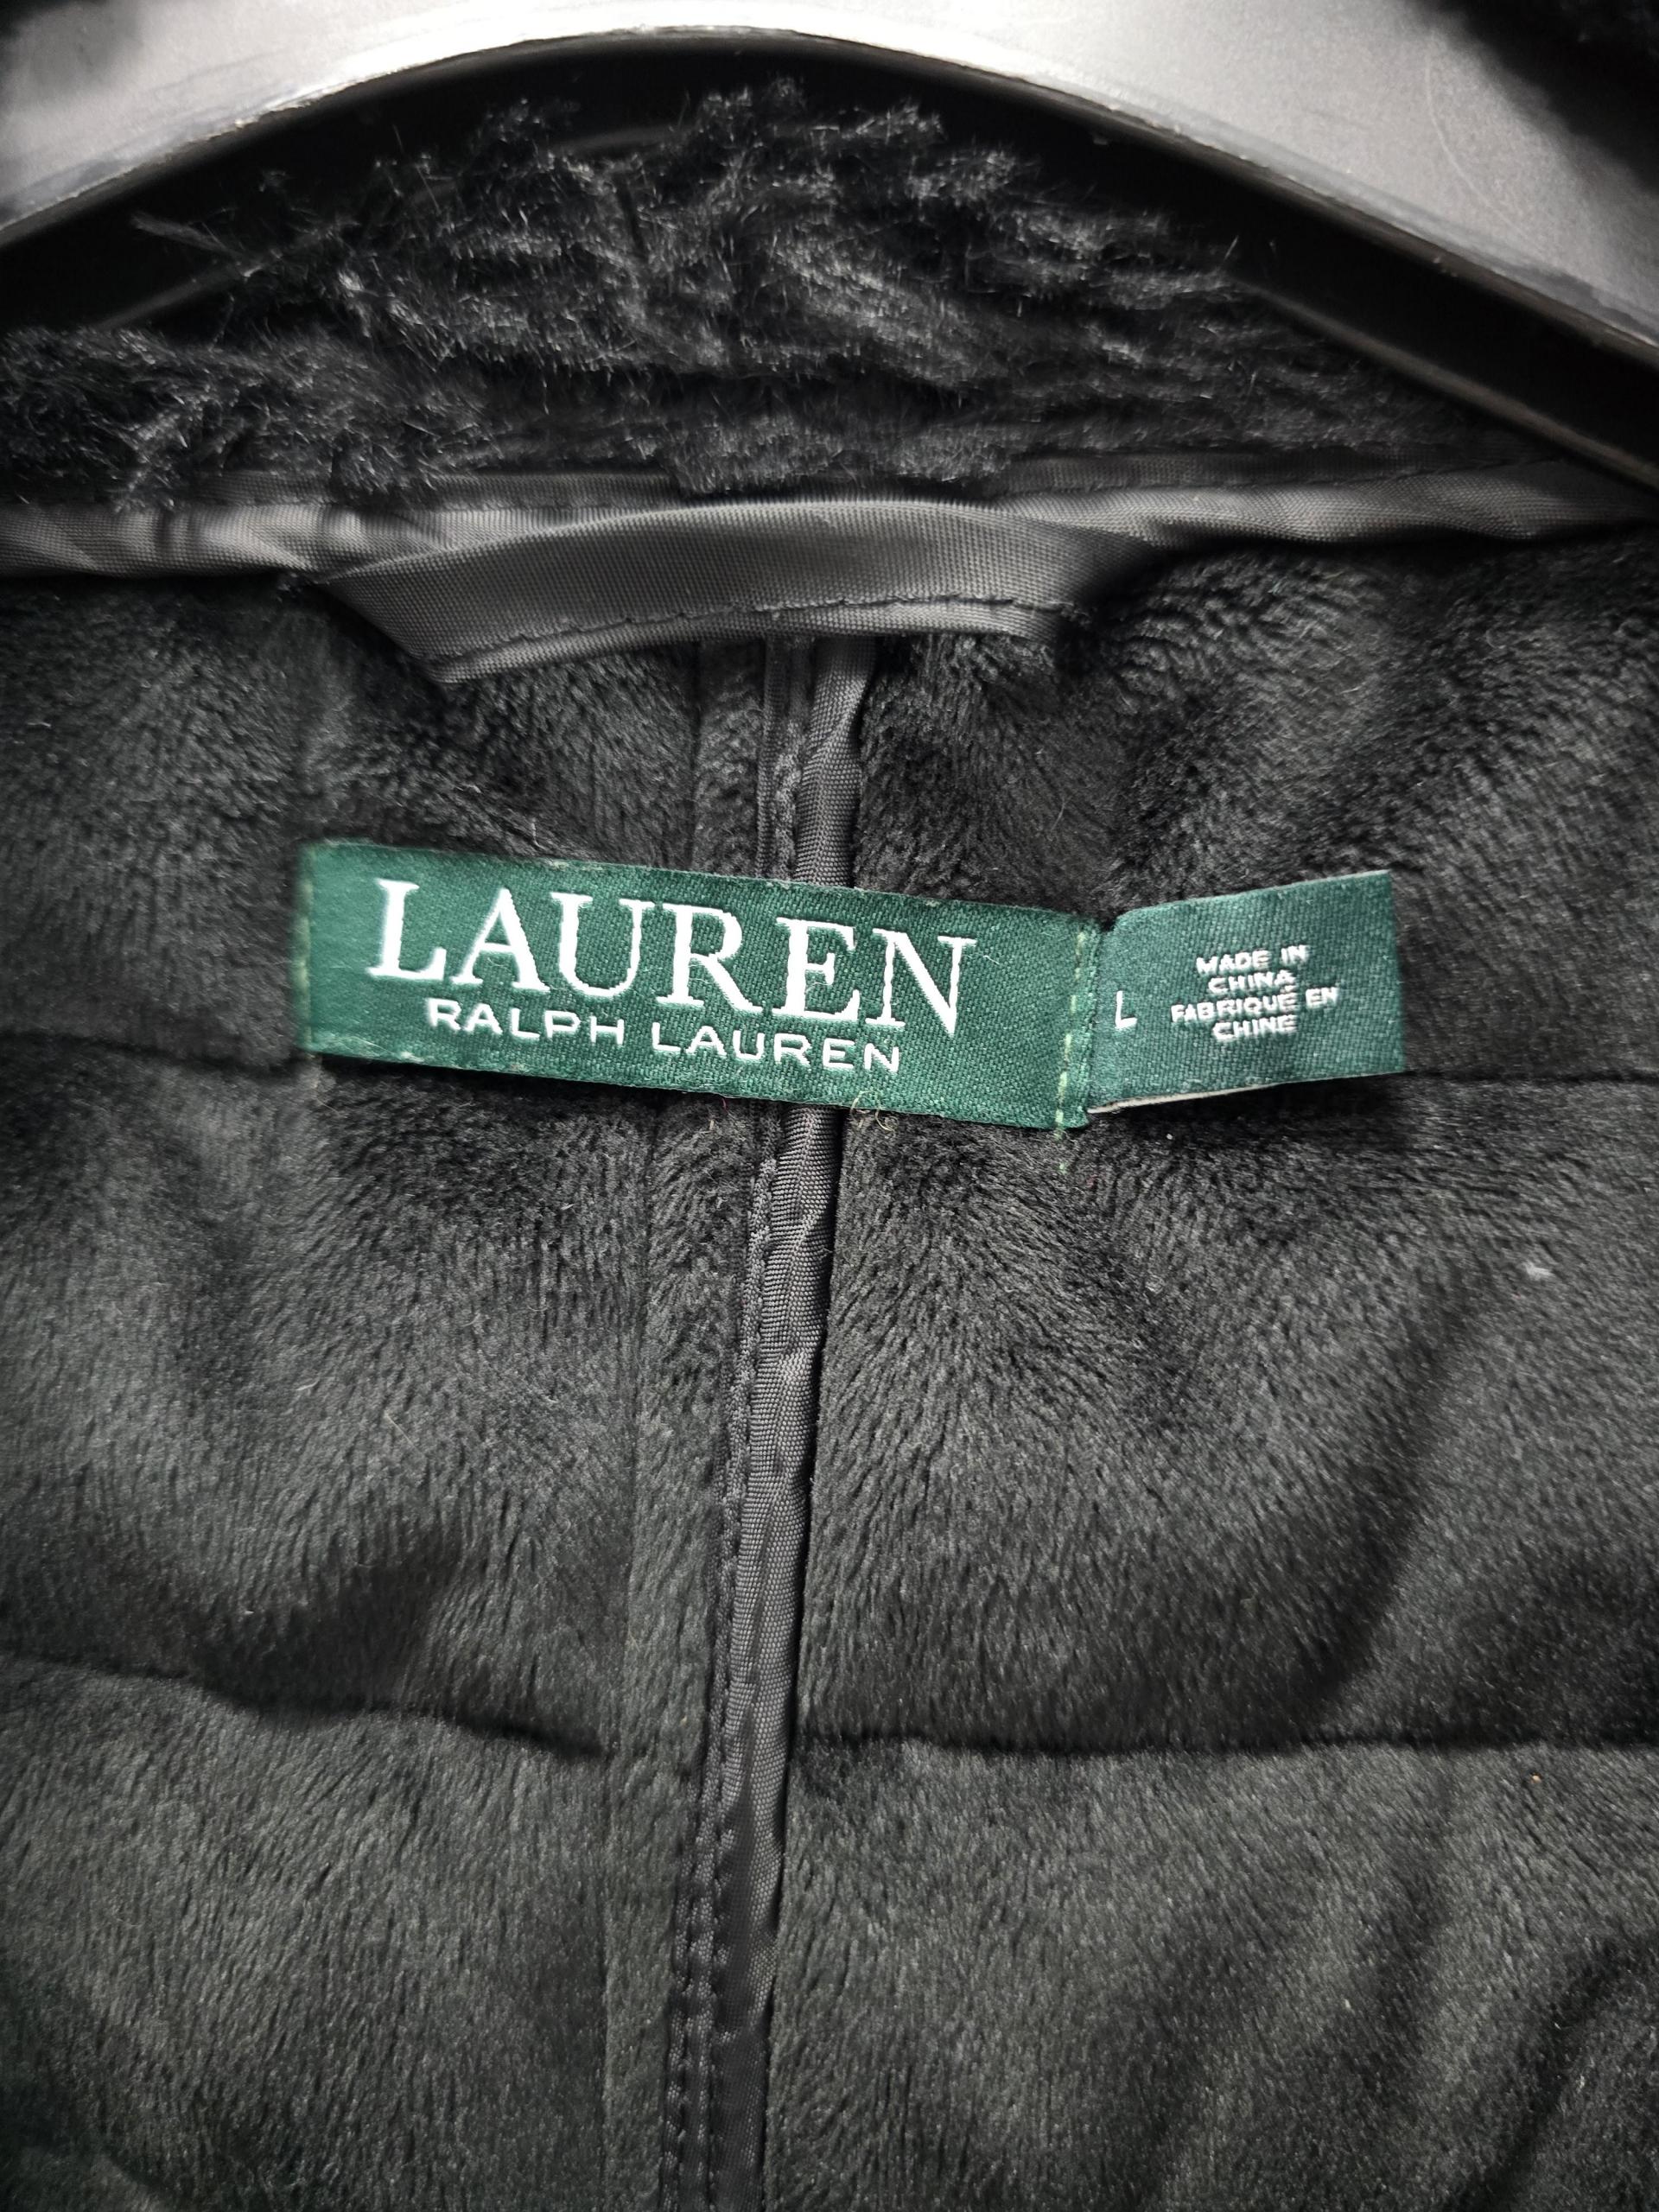 LAUREN
RALPH LAUREN
L
MADE IN
CHINA
FABRIQUÉ EN
CHINE